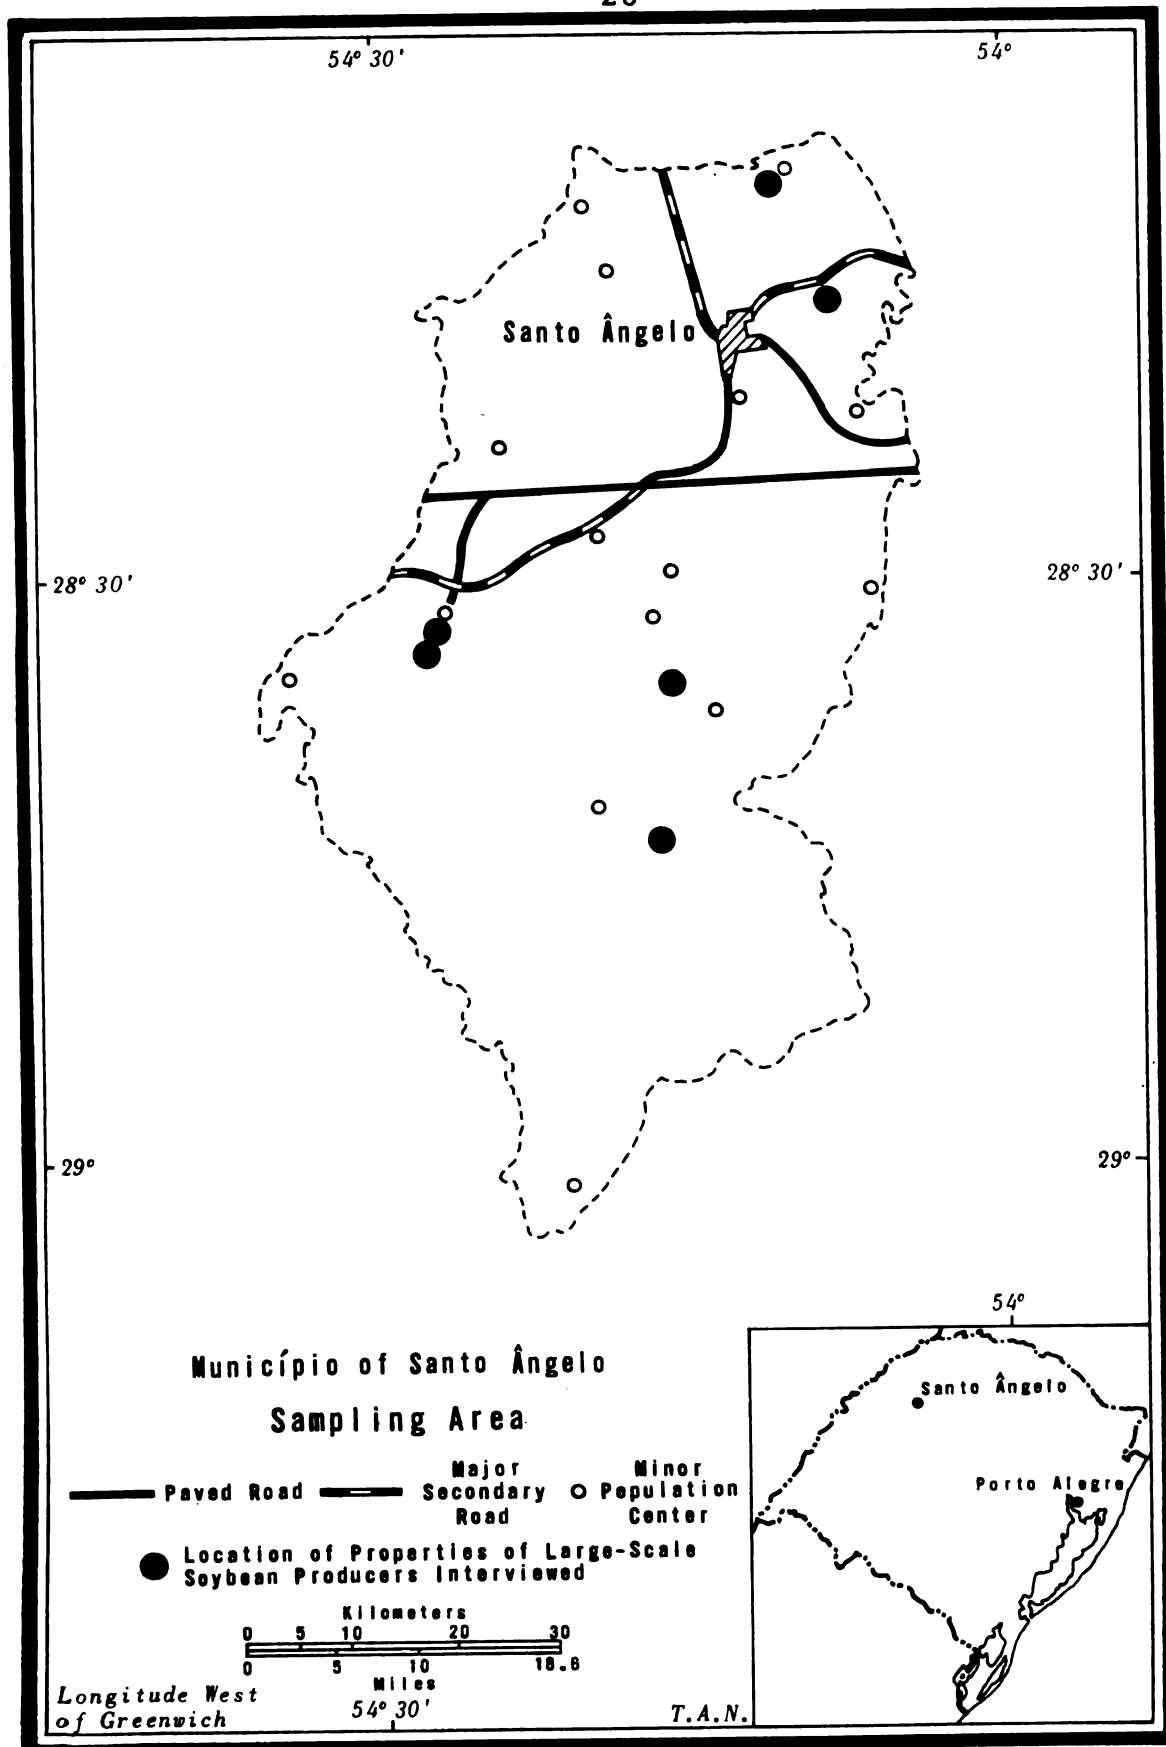 54° 30'
54°
Santo Ângelo
28° 30'
28° 30'
29°
29°
54°
Município of Santo Ângelo
Sampling Area
Santo Ângelo
Porto Alegre
Paved Road
Major
Secondary
Road
Minor
Population
Center
Location of Properties of Large-Scale
Soybean Producers Interviewed
Kilometers
0 5 10 20 30
0 5 10 18.6
Miles
Longitude West
of Greenwich
54° 30'
T.A.N.